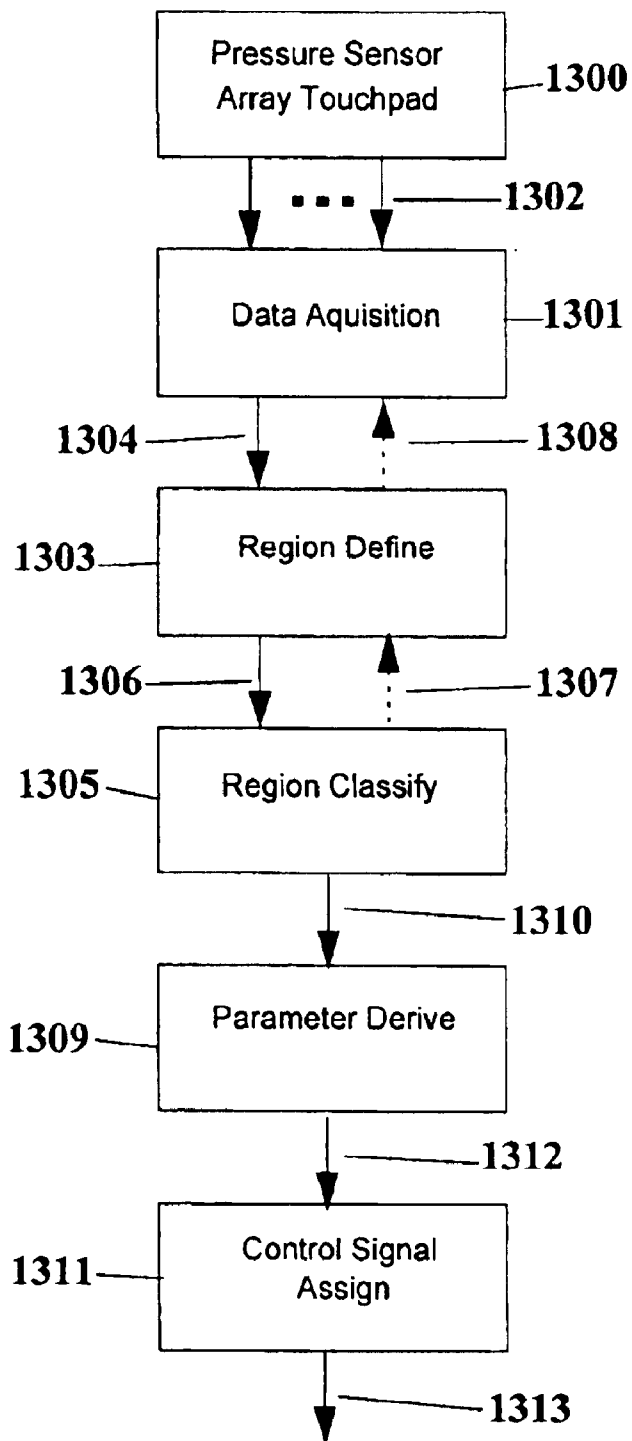 Pressure Sensor
Array Touchpad
1300
1302
Data Aquisition
1301
1304
1308
Region Define
1303
1306
1307
Region Classify
1305
1310
Parameter Derive
1309
1312
Control Signal
Assign
1311
1313